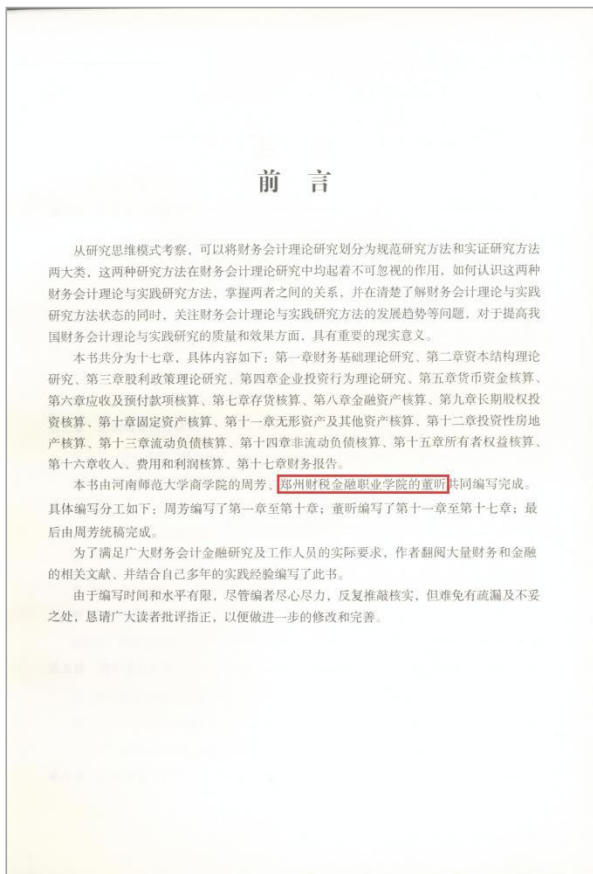 前 言
从研究思维模式考察，可以将财务会计理论研究划分为规范研究方法和实证研究方法
两大类，这两种研究方法在财务会计理论研究中均起着不可忽视的作用，如何认识这两种
财务会计理论与实践研究方法，掌握两者之间的关系，并在清楚了解财务会计理论与实践
研究方法状态的同时，关注财务会计理论与实践研究方法的发展趋势等问题，对于提高我
国财务会计理论与实践研究的质量和效果方面，具有重要的现实意义。
本书共分为十七章，具体内容如下：第一章财务基础理论研究、第二章资本结构理论
研究、第三章股利政策理论研究、第四章企业投资行为理论研究、第五章货币资金核算、
第六章应收及预付款项核算、第七章存货核算、第八章金融资产核算、第九章长期股权投
资核算、第十章固定资产核算、第十一章无形资产及其他资产核算、第十二章投资性房地
产核算、第十三章流动负债核算、第十四章非流动负债核算、第十五章所有者权益核算、
第十六章收入、费用和利润核算、第十七章财务报告。
本书由河南师范大学商学院的周芳、郑州财税金融职业学院的董昕共同编写完成。
具体编写分工如下：周芳编写了第一章至第十章；董昕编写了第十一章至第十七章；最
后由周芳统稿完成。
为了满足广大财务会计金融研究及工作人员的实际要求，作者翻阅大量财务和金融
的相关文献、并结合自己多年的实践经验编写了此书。
由于编写时间和水平有限，尽管编者尽心尽力，反复推敲核实，但难免有疏漏及不妥
之处，恳请广大读者批评指正，以便做进一步的修改和完善。